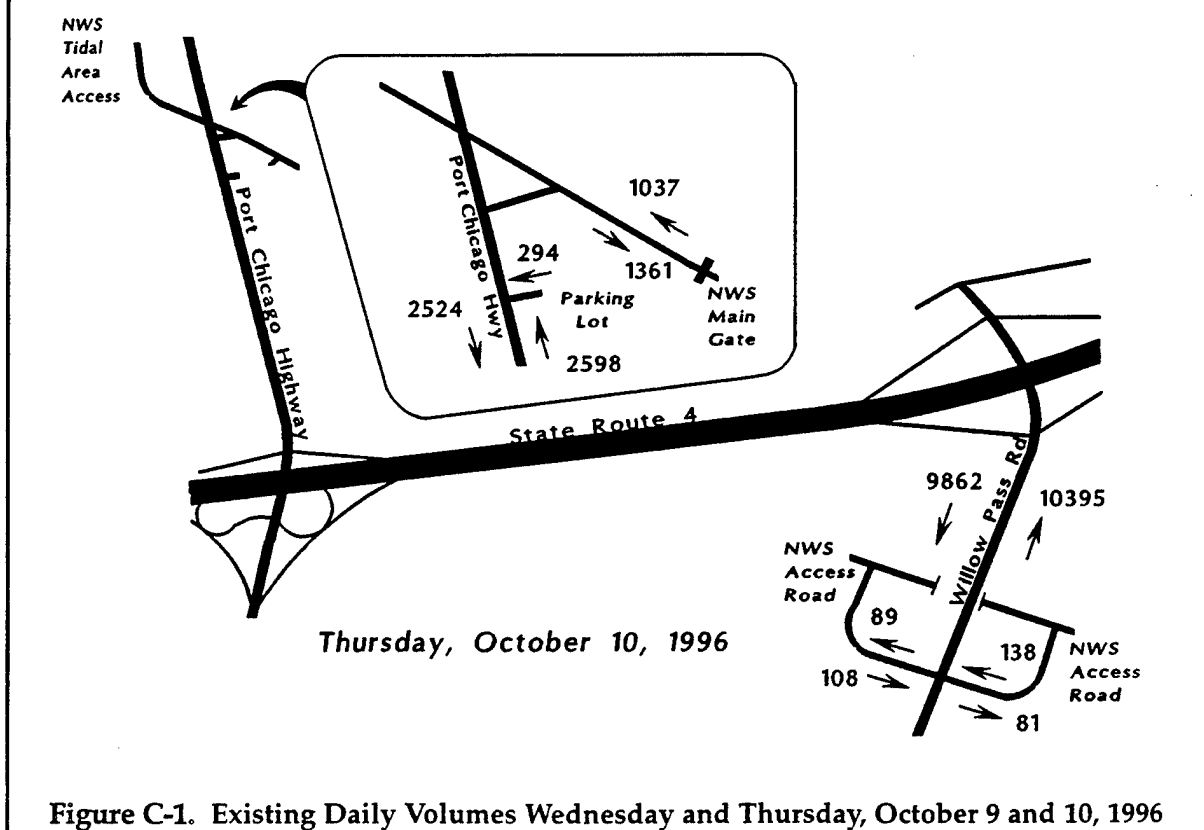 NWS
Tidal
Area
Access
Port Chicago Highway
Port Chicago Hwy
1037
1361
294
2524
Parking
Lot
2598
NWS
Main
Gate
State Route 4
9862
10395
Willow Pass Rd
NWS
Access
Road
89
108
138
81
NWS
Access
Road
Thursday, October 10, 1996
Figure C-1. Existing Daily Volumes Wednesday and Thursday, October 9 and 10, 1996